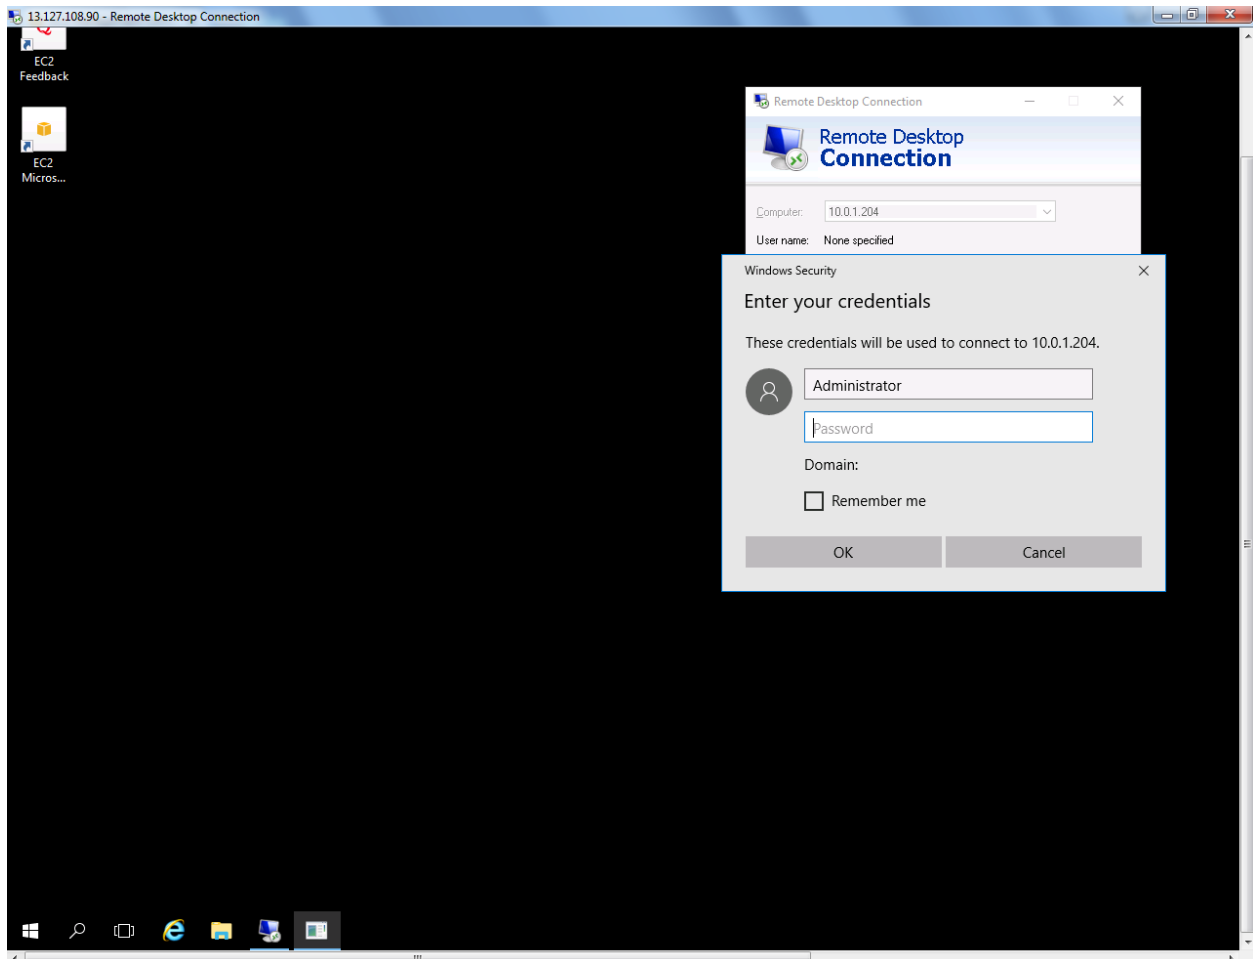 13.127.108.90 - Remote Desktop Connection
EC2
Feedback
EC2
Micros...
Remote Desktop Connection
Remote Desktop
Connection
Computer:
10.0.1.204
User name:
None specified
Windows Security
Enter your credentials
These credentials will be used to connect to 10.0.1.204.
Administrator
Password
Domain:
Remember me
OK
Cancel